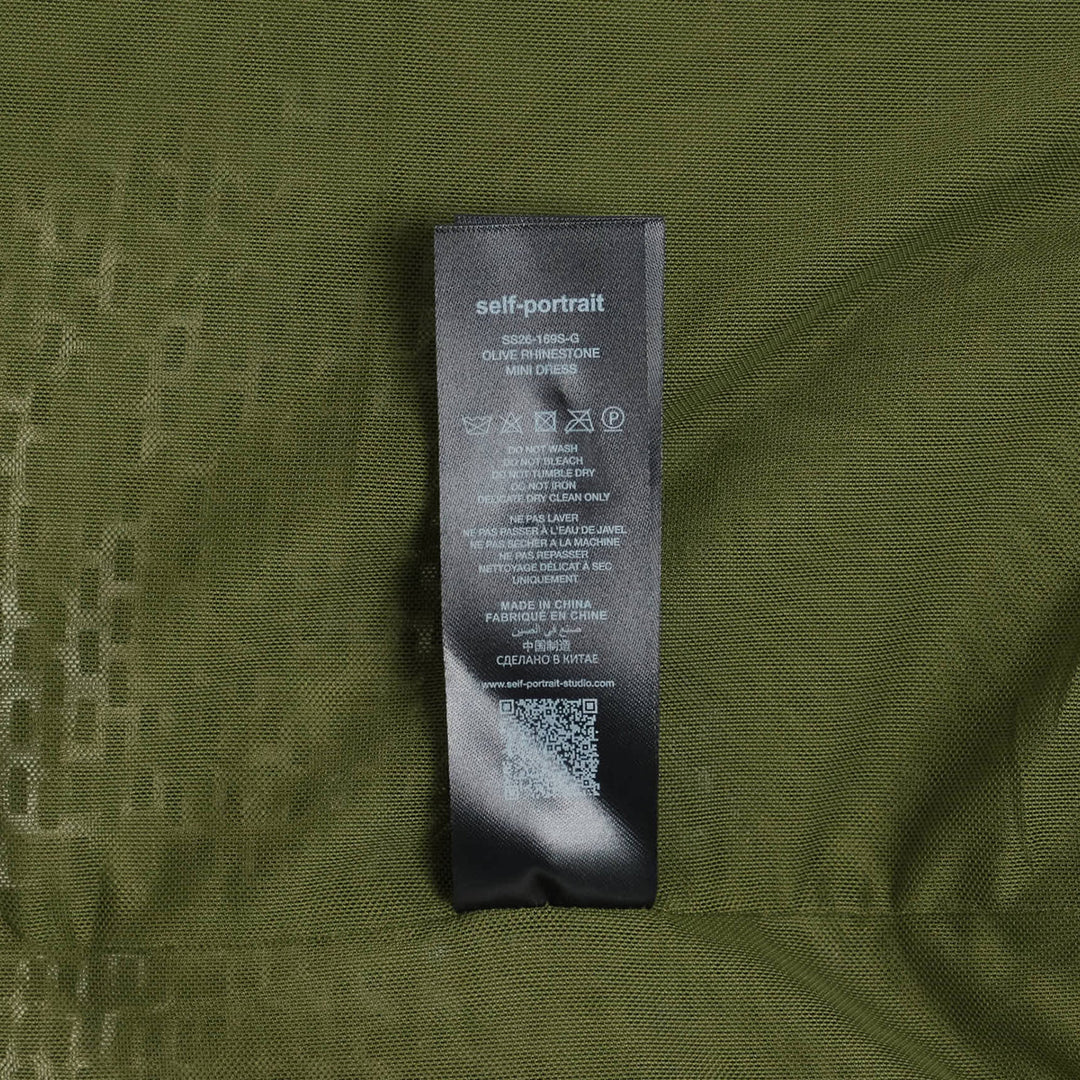 self-portrait
SS26-169S-G
OLIVE RHINESTONE
MINI DRESS
P
DO NOT WASH
DO NOT BLEACH
DO NOT TUMBLE DRY
DO NOT IRON
DELICATE DRY CLEAN ONLY
NE PAS LAVER
NE PAS PASSER À L'EAU DE JAVEL
NE PAS SECHER A LA MACHINE
NE PAS REPASSER
NETTOYAGE DÉLICAT À SEC
UNIQUEMENT
MADE IN CHINA
FABRIQUÉ EN CHINE
صنع في الصين
中国制造
СДЕЛАНО В КИТАЕ
www.self-portrait-studio.com